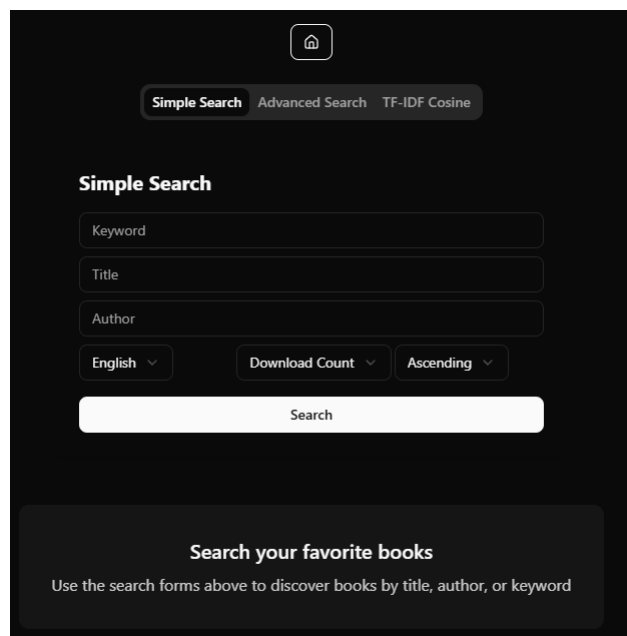 Simple Search Advanced Search TF-IDF Cosine
Simple Search
Keyword
Title
Author
English Download Count Ascending
Search
Search your favorite books
Use the search forms above to discover books by title, author, or keyword